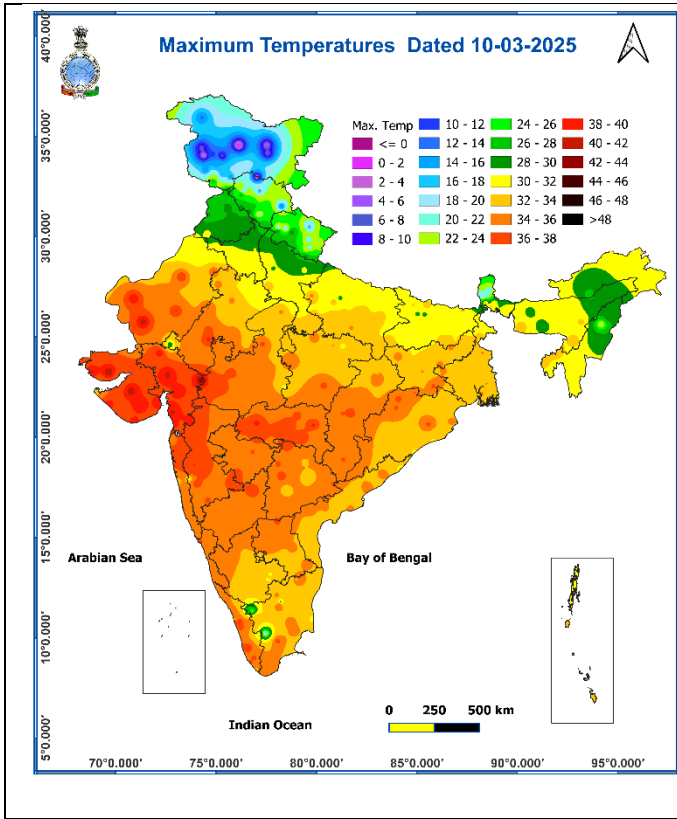 Maximum Temperatures Dated 10-03-2025
Max. Temp
<= 0
0 - 2
2 - 4
4 - 6
6 - 8
8 - 10
10 - 12
12 - 14
14 - 16
16 - 18
18 - 20
20 - 22
22 - 24
24 - 26
26 - 28
28 - 30
30 - 32
32 - 34
34 - 36
36 - 38
38 - 40
40 - 42
42 - 44
44 - 46
46 - 48
>48
40°0.000'
35°0.000'
30°0.000'
25°0.000'
20°0.000'
15°0.000'
10°0.000'
5°0.000'
Arabian Sea
Bay of Bengal
Indian Ocean
0 250 500 km
70°0.000' 75°0.000' 80°0.000' 85°0.000' 90°0.000' 95°0.000'